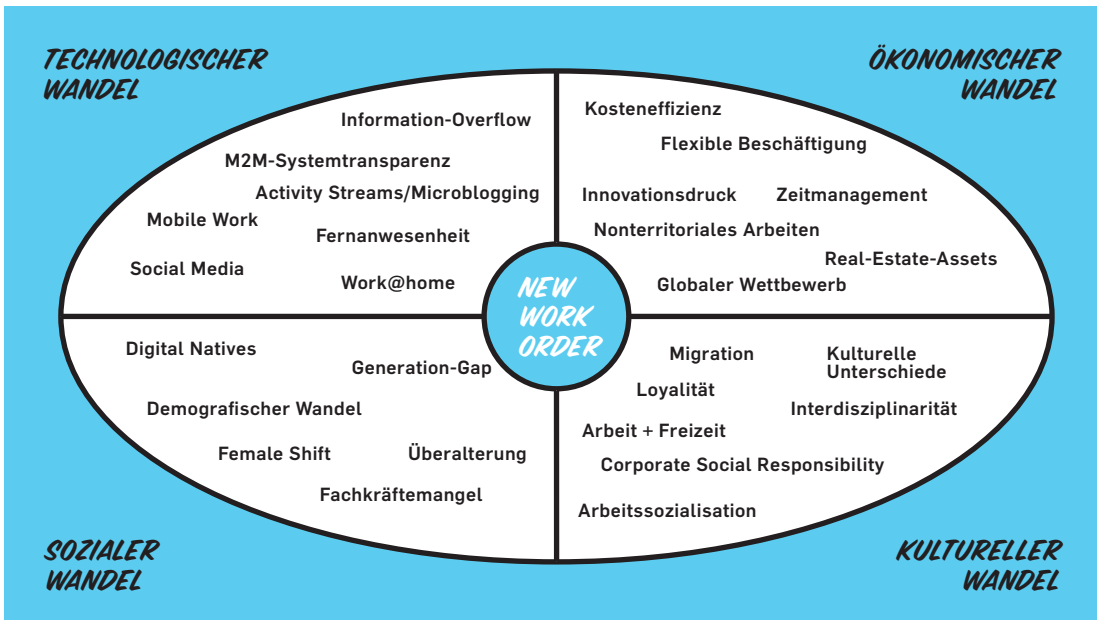 TECHNOLOGISCHER
WANDEL
Information-Overflow
M2M-Systemtransparenz
Activity Streams/Microblogging
Mobile Work
Fernanwesenheit
Social Media
Work@home
ÖKONOMISCHER
WANDEL
Kosteneffizienz
Flexible Beschäftigung
Innovationsdruck
Zeitmanagement
Nonterritoriales Arbeiten
Real-Estate-Assets
Globaler Wettbewerb
NEW
WORK
ORDER
Digital Natives
Generation-Gap
Demografischer Wandel
Female Shift
Überalterung
Fachkräftemangel
SOZIALER
WANDEL
Migration
Kulturelle
Unterschiede
Loyalität
Interdisziplinarität
Arbeit + Freizeit
Corporate Social Responsibility
Arbeitssozialisation
KULTURELLER
WANDEL